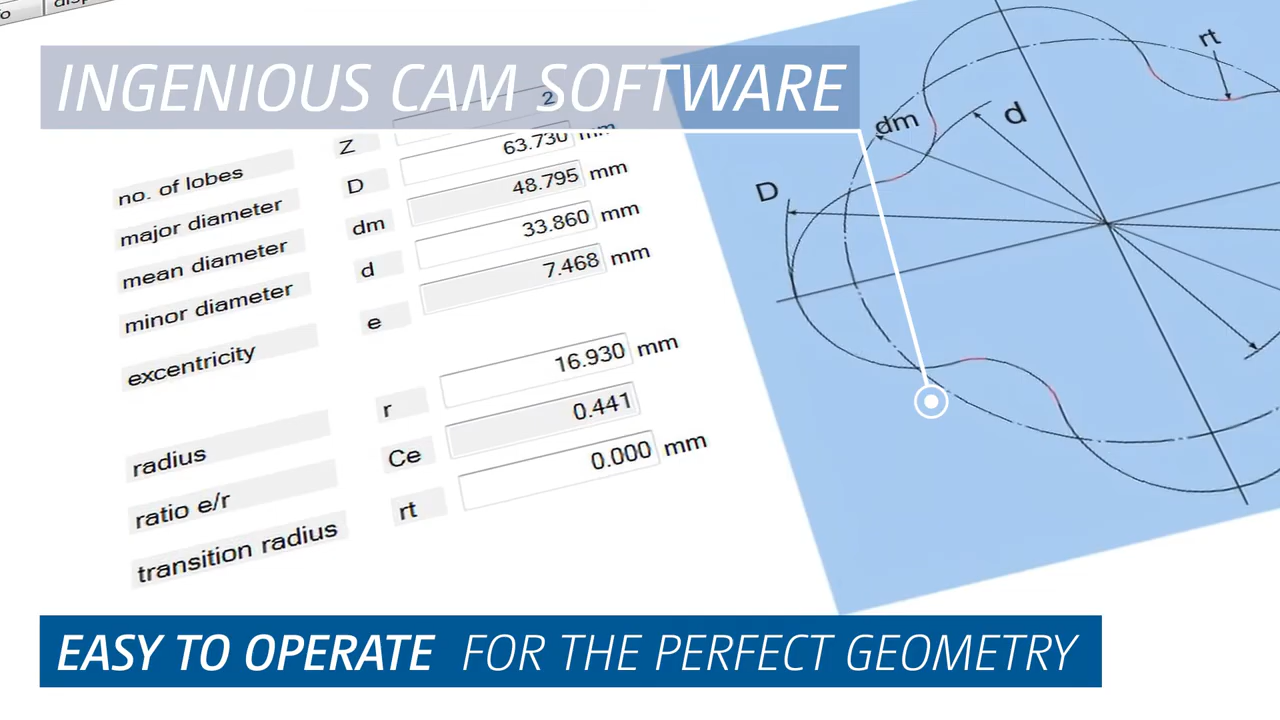 INGENIOUS CAM SOFTWARE
no. of lobes Z 2
major diameter D 63.730 mm
mean diameter dm 48.795 mm
minor diameter d 33.860 mm
excentricity e 7.468 mm
radius r 16.930 mm
ratio e/r Ce 0.441
transition radius rt 0.000 mm
rt
d
dm
D
EASY TO OPERATE FOR THE PERFECT GEOMETRY